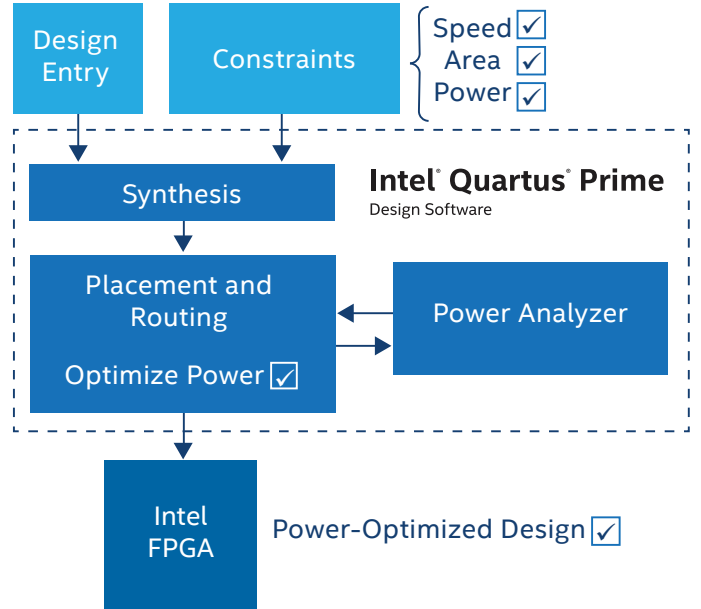 Design
Entry
Constraints
Speed
Area
Power
Synthesis
Intel® Quartus® Prime
Design Software
Placement and
Routing
Optimize Power
Power Analyzer
Intel
FPGA
Power-Optimized Design